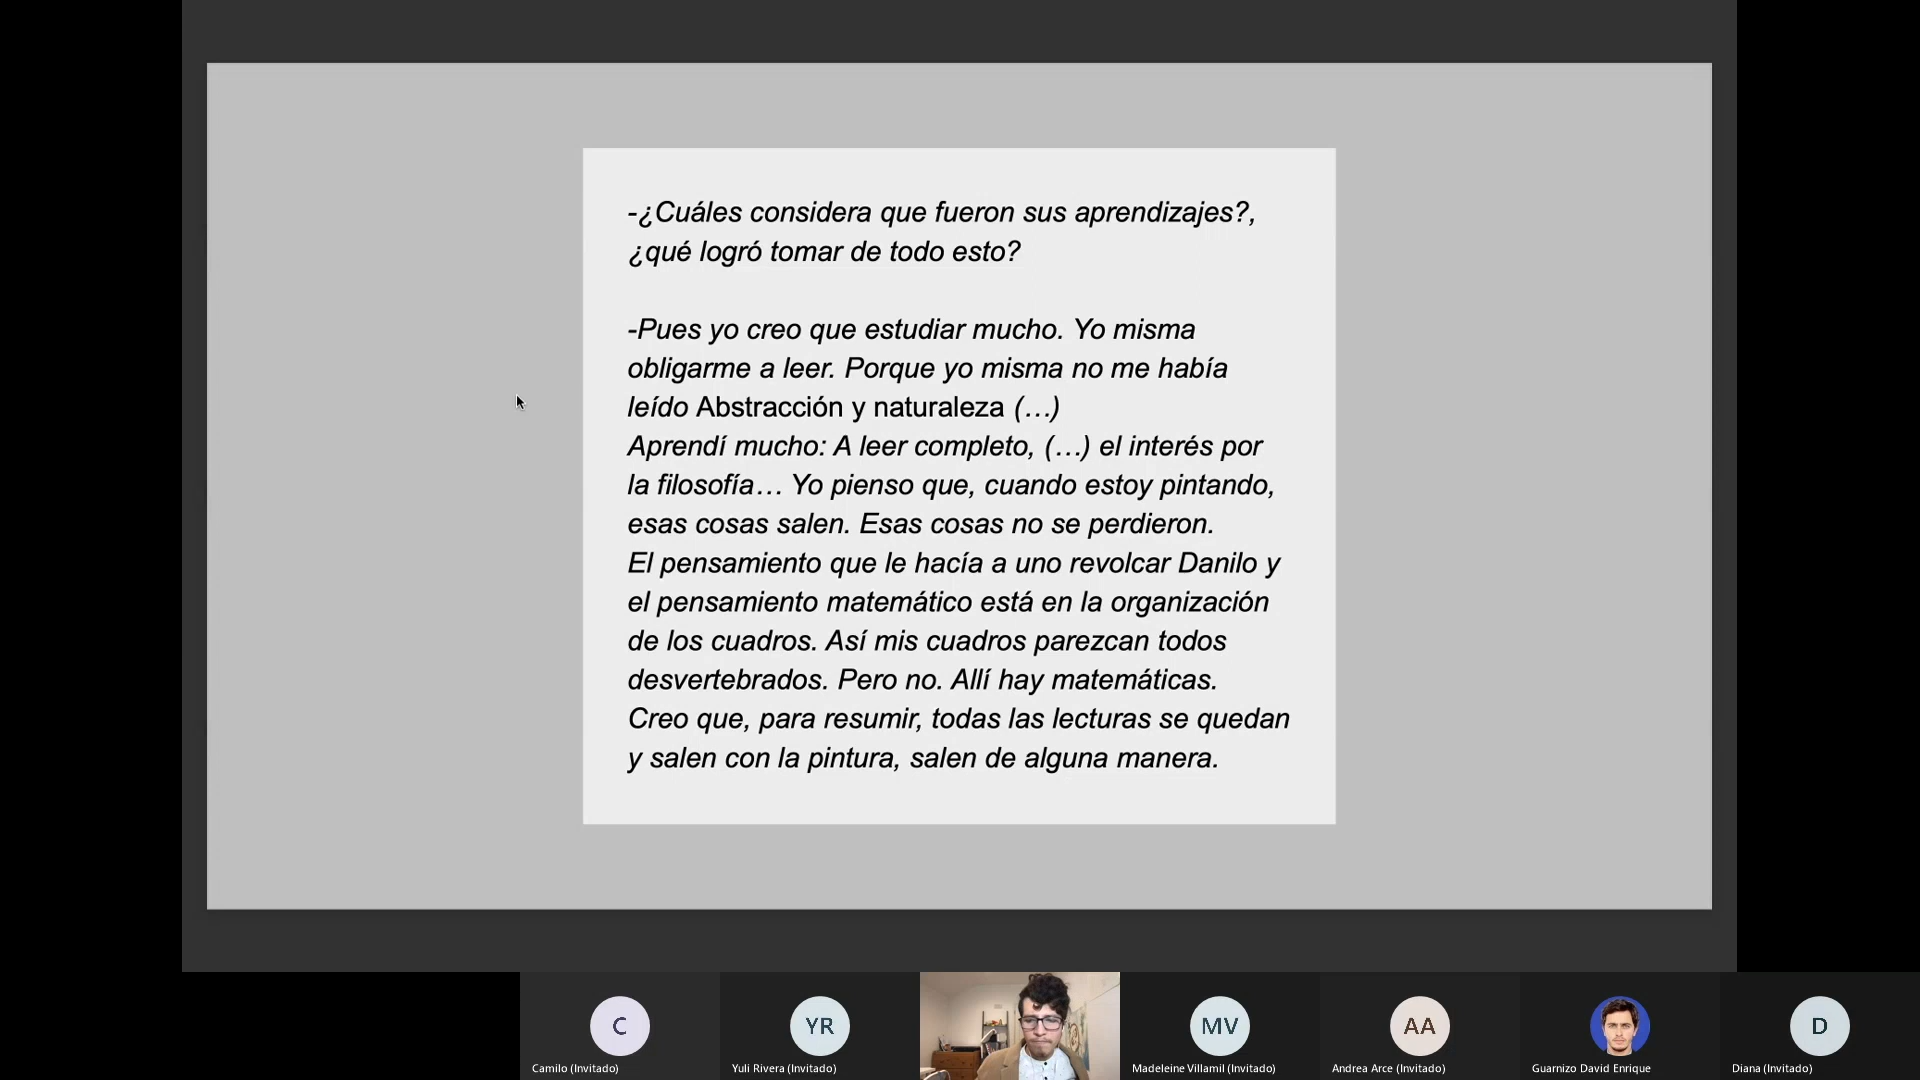 -¿Cuáles considera que fueron sus aprendizajes?,
¿qué logró tomar de todo esto?
-Pues yo creo que estudiar mucho. Yo misma
obligarme a leer. Porque yo misma no me había
leído Abstracción y naturaleza (…)
Aprendí mucho: A leer completo, (…) el interés por
la filosofía… Yo pienso que, cuando estoy pintando,
esas cosas salen. Esas cosas no se perdieron.
El pensamiento que le hacía a uno revolcar Danilo y
el pensamiento matemático está en la organización
de los cuadros. Así mis cuadros parezcan todos
desvertebrados. Pero no. Allí hay matemáticas.
Creo que, para resumir, todas las lecturas se quedan
y salen con la pintura, salen de alguna manera.
C YR MV AA D
Camilo (Invitado) Yuli Rivera (Invitado) Madeleine Villamil (Invitado) Andrea Arce (Invitado) Guarnizo David Enrique Diana (Invitado)